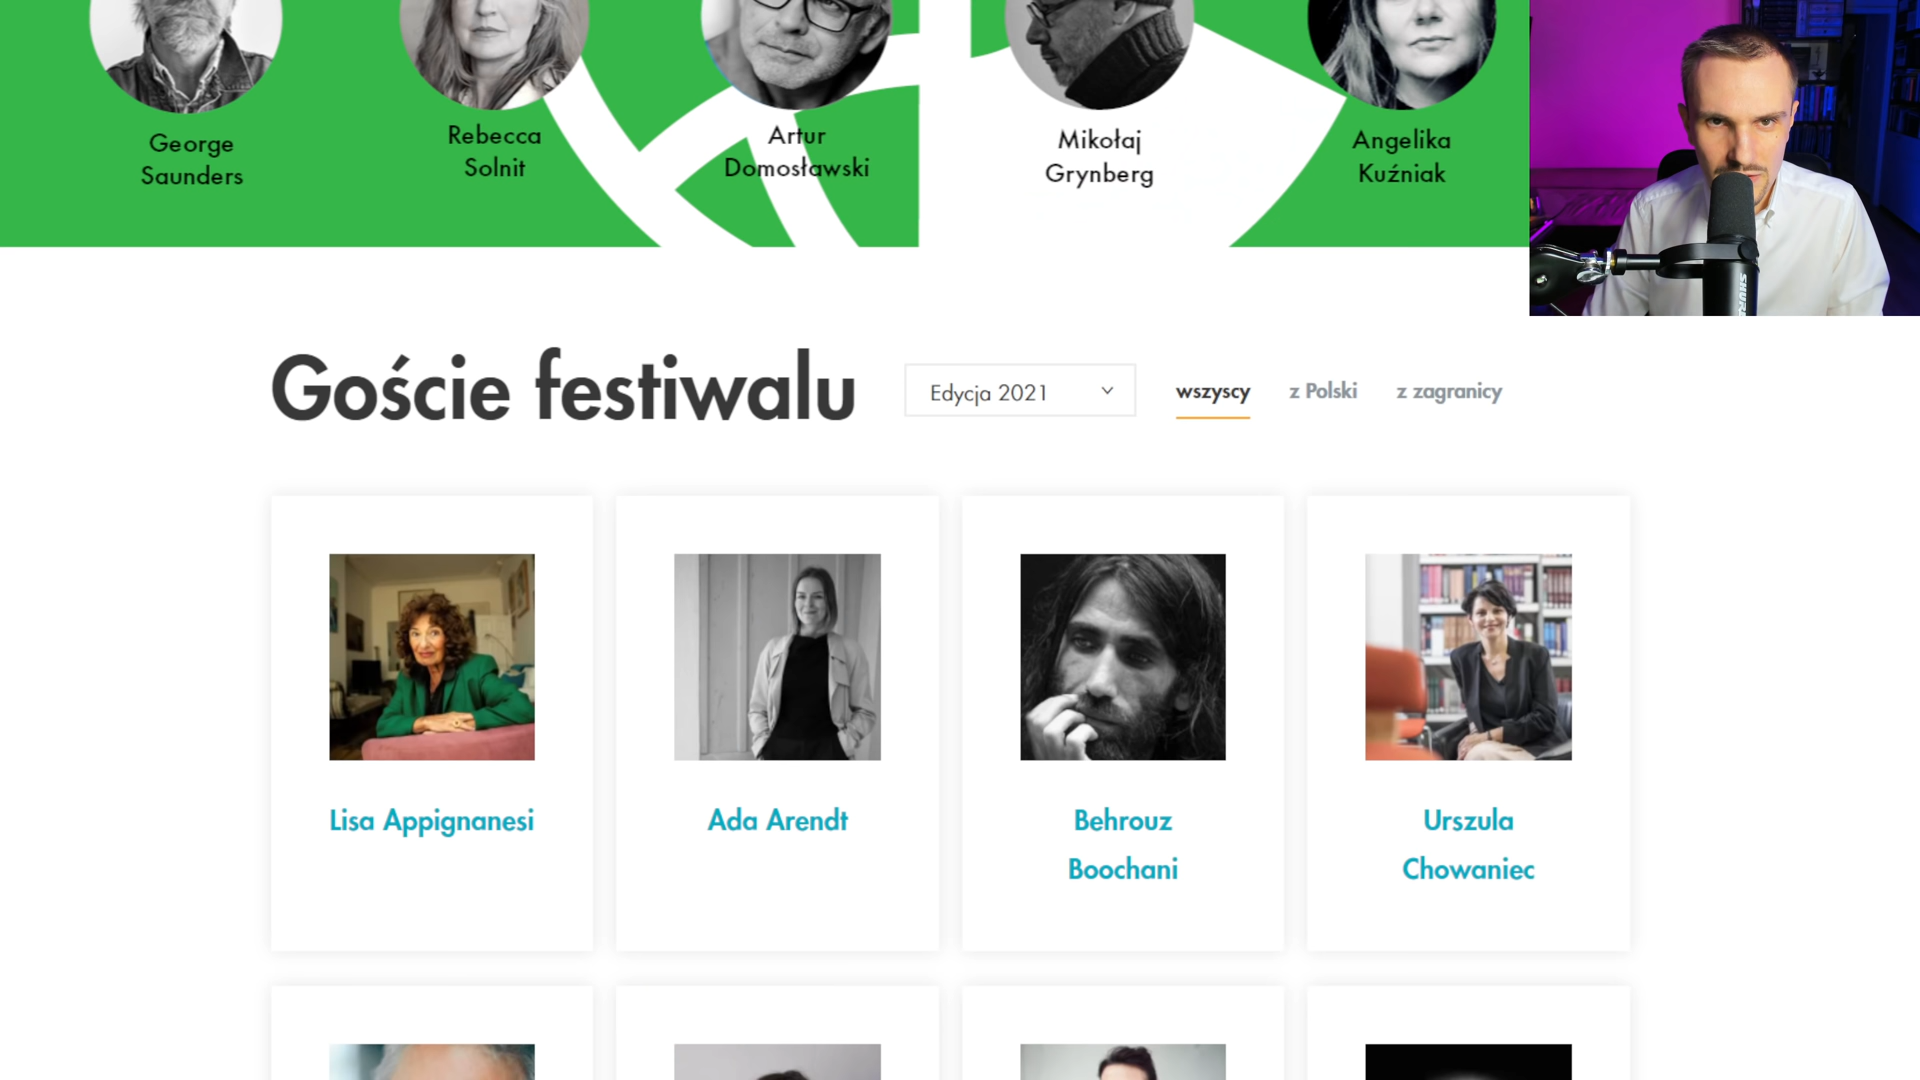 George
Saunders
Rebecca
Solnit
Artur
Domosławski
Mikołaj
Grynberg
Angelika
Kuźniak
SHURE
Goście festiwalu
Edycja 2021
wszyscy
z Polski
z zagranicy
Lisa Appignanesi
Ada Arendt
Behrouz
Boochani
Urszula
Chowaniec